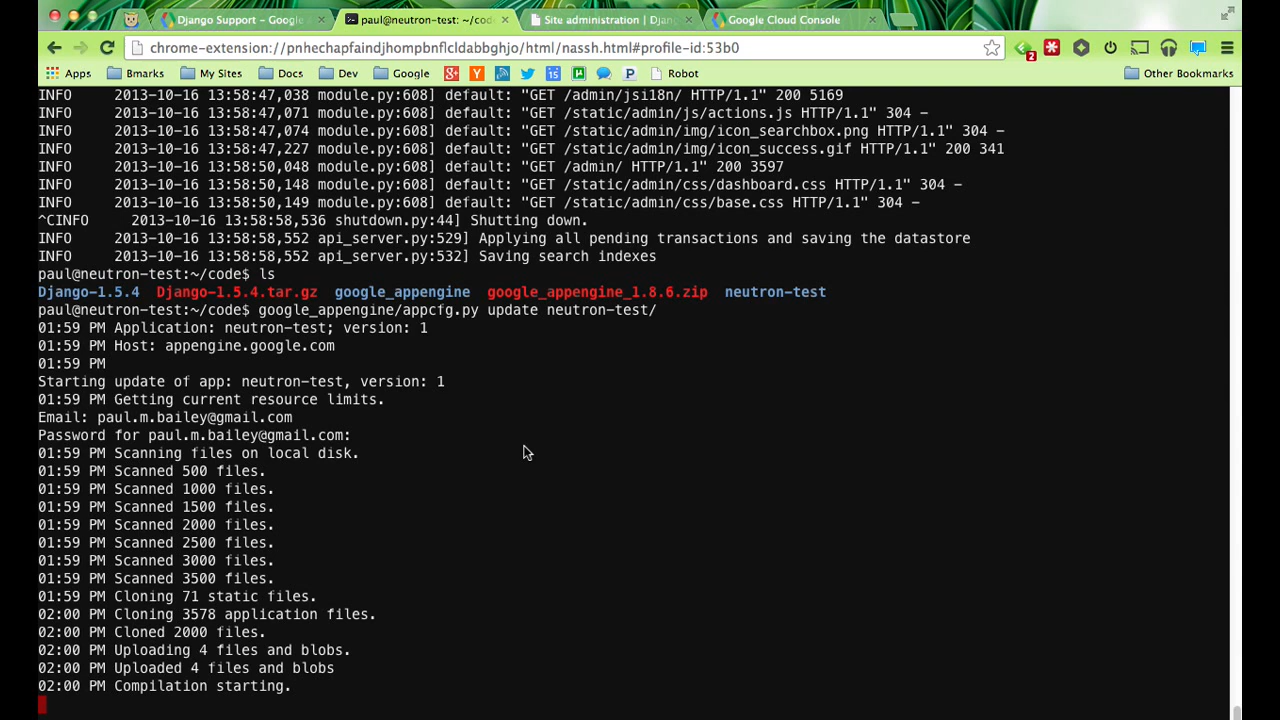 Django Support - Google
paul@neutron-test: ~/cod
Site administration | Djan
Google Cloud Console
chrome-extension://pnhechapfaindjhompbnflcldabbghjo/html/nassh.html#profile-id:53b0
2
Apps Bmarks My Sites Docs Dev Google Robot Other Bookmarks
INFO 2013-10-16 13:58:47,038 module.py:608] default: "GET /admin/jsi18n/ HTTP/1.1" 200 5169
INFO 2013-10-16 13:58:47,071 module.py:608] default: "GET /static/admin/js/actions.js HTTP/1.1" 304 -
INFO 2013-10-16 13:58:47,074 module.py:608] default: "GET /static/admin/img/icon_searchbox.png HTTP/1.1" 304 -
INFO 2013-10-16 13:58:47,227 module.py:608] default: "GET /static/admin/img/icon_success.gif HTTP/1.1" 200 341
INFO 2013-10-16 13:58:50,048 module.py:608] default: "GET /admin/ HTTP/1.1" 200 3597
INFO 2013-10-16 13:58:50,148 module.py:608] default: "GET /static/admin/css/dashboard.css HTTP/1.1" 304 -
INFO 2013-10-16 13:58:50,149 module.py:608] default: "GET /static/admin/css/base.css HTTP/1.1" 304 -
^CINFO 2013-10-16 13:58:58,536 shutdown.py:44] Shutting down.
INFO 2013-10-16 13:58:58,552 api_server.py:529] Applying all pending transactions and saving the datastore
INFO 2013-10-16 13:58:58,552 api_server.py:532] Saving search indexes
paul@neutron-test:~/code$ ls
Django-1.5.4 Django-1.5.4.tar.gz google_appengine google_appengine_1.8.6.zip neutron-test
paul@neutron-test:~/code$ google_appengine/appcfg.py update neutron-test/
01:59 PM Application: neutron-test; version: 1
01:59 PM Host: appengine.google.com
01:59 PM
Starting update of app: neutron-test, version: 1
01:59 PM Getting current resource limits.
Email: paul.m.bailey@gmail.com
Password for paul.m.bailey@gmail.com:
01:59 PM Scanning files on local disk.
01:59 PM Scanned 500 files.
01:59 PM Scanned 1000 files.
01:59 PM Scanned 1500 files.
01:59 PM Scanned 2000 files.
01:59 PM Scanned 2500 files.
01:59 PM Scanned 3000 files.
01:59 PM Scanned 3500 files.
01:59 PM Cloning 71 static files.
02:00 PM Cloning 3578 application files.
02:00 PM Cloned 2000 files.
02:00 PM Uploading 4 files and blobs.
02:00 PM Uploaded 4 files and blobs
02:00 PM Compilation starting.